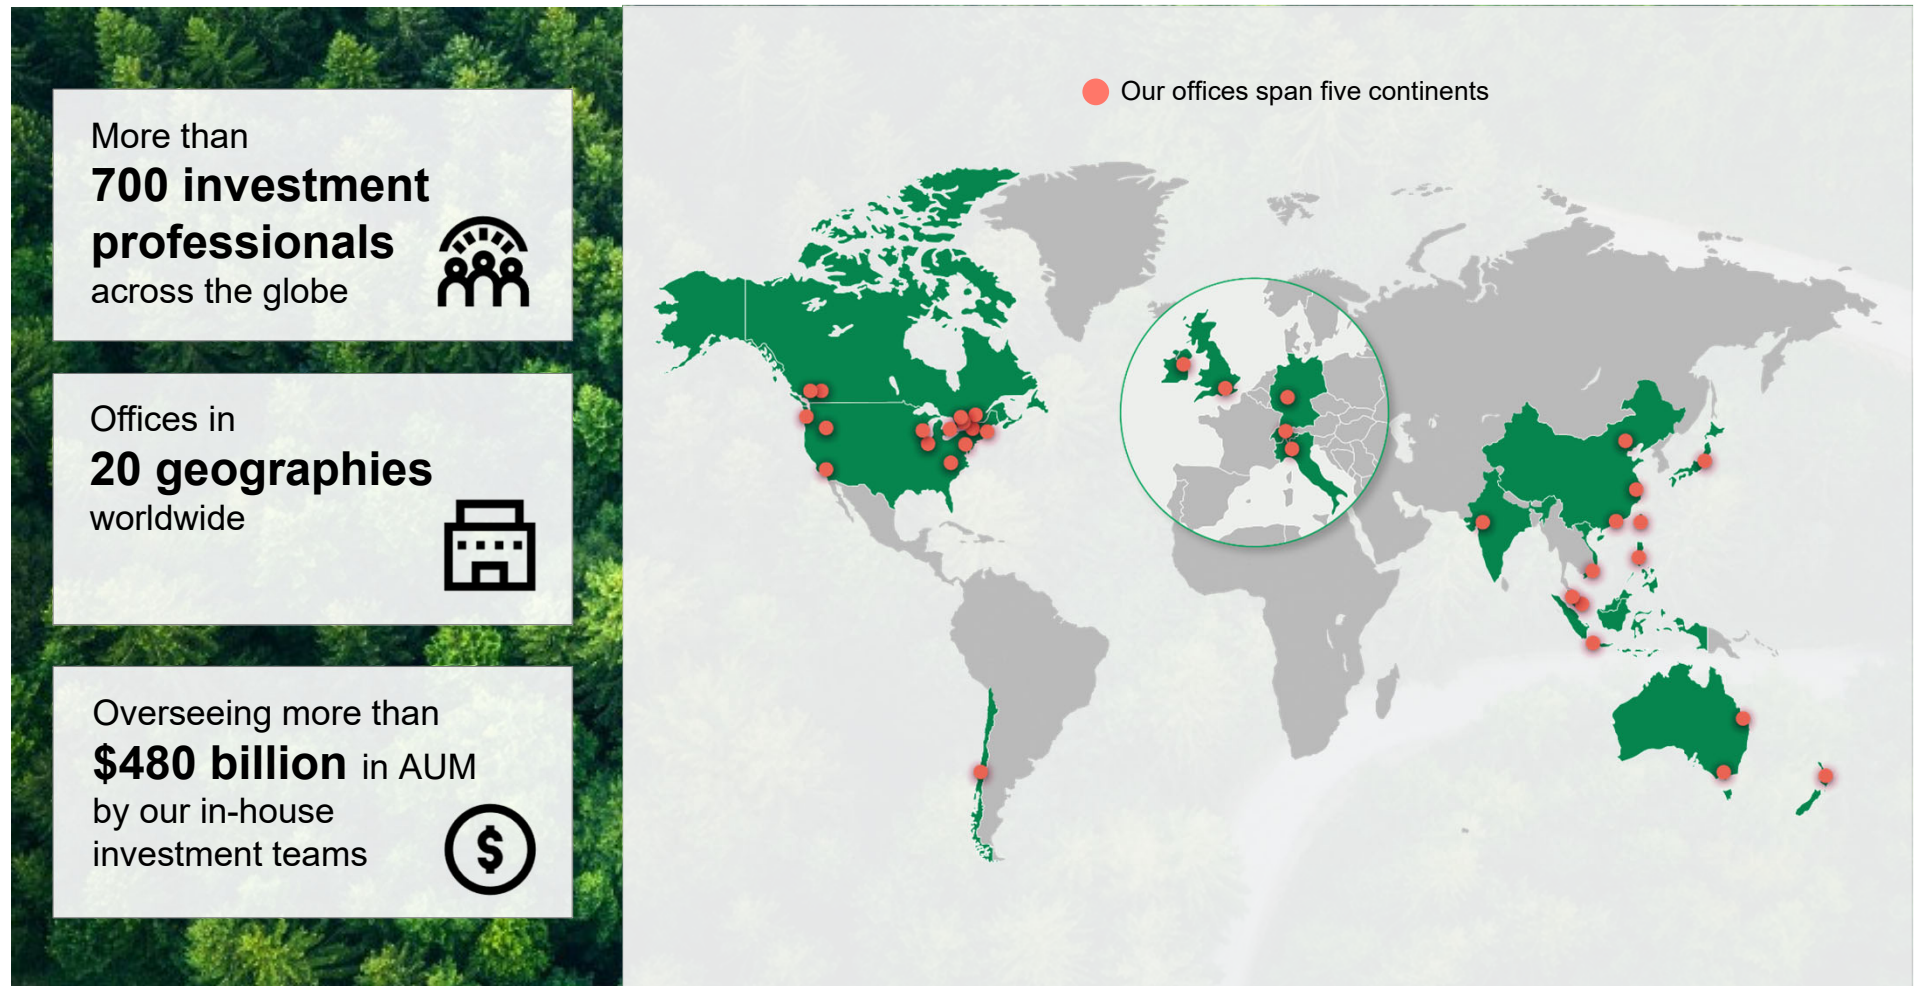 More than
700 investment
professionals
across the globe
Offices in
20 geographies
worldwide
Overseeing more than
$480 billion in AUM
by our in-house
investment teams
$
Our offices span five continents